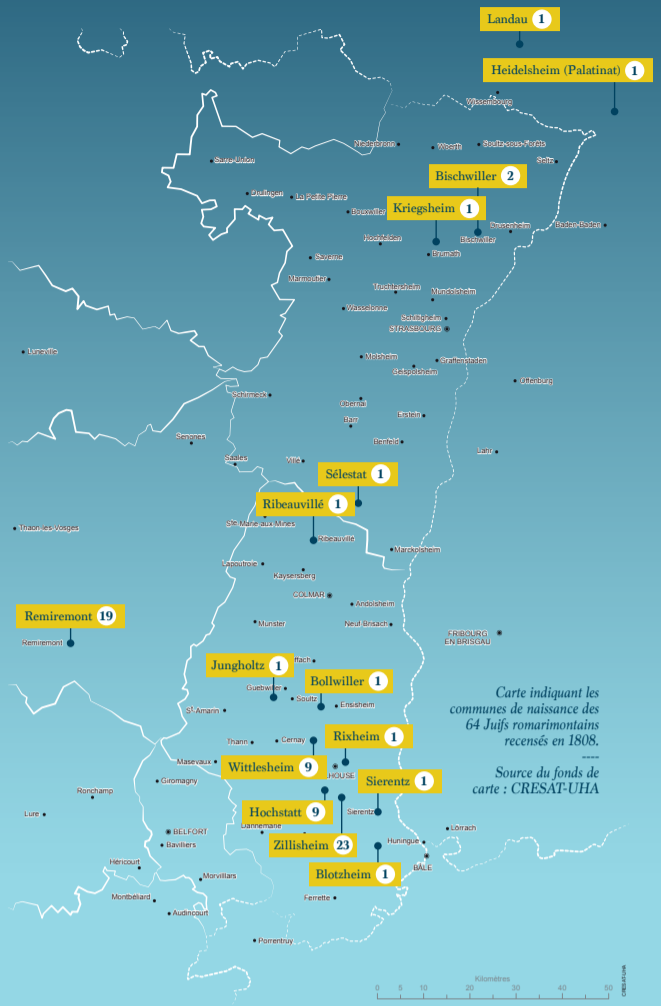 Landau 1
Heidelsheim (Palatinat) 1
Wissembourg
Niederbronn
Woerth
Soultz-sous-Forêts
Seltz
Sarre-Union
Bischwiller 2
Drulingen
La Petite Pierre
Bouxwiller
Kriegsheim 1
Drusenheim
Baden-Baden
Hochfelden
Bischwiller
Brumath
Saverne
Marmoutier
Truchtersheim
Mundolsheim
Wasselonne
Schiltigheim
STRASBOURG
Lunéville
Molsheim
Graffenstaden
Geispolsheim
Offenburg
Schirmeck
Obernai
Erstein
Barr
Senones
Benfeld
Lahr
Saales
Villé
Sélestat 1
Ribeauvillé 1
Ste Marie-aux-Mines
Thaon-les-Vosges
Ribeauvillé
Marckolsheim
Lapoutroie
Kaysersberg
COLMAR
Andolsheim
Remiremont 19
Munster
Neuf-Brisach
FRIBOURG
EN BRISGAU
Remiremont
Jungholtz 1
ffach
Bollwiller 1
Guebwiller
Soultz
Ensisheim
St Amarin
Carte indiquant les
communes de naissance des
64 Juifs romarimontains
recensés en 1808.
----
Source du fonds de
carte : CRESAT-UHA
Rixheim 1
Thann
Cernay
Masevaux
Wittlesheim 9
HOUSE
Sierentz 1
Giromagny
Ronchamp
Hochstatt 9
Sierentz
Lure
Dannemarie
BELFORT
Lörrach
Bavilliers
Zillisheim 23
Huningue
Héricourt
BÂLE
Blotzheim 1
Morvillars
Montbéliard
Ferrette
Audincourt
Porrentruy
Kilomètres
0 5 10 20 30 40 50
CRESAT-UHA